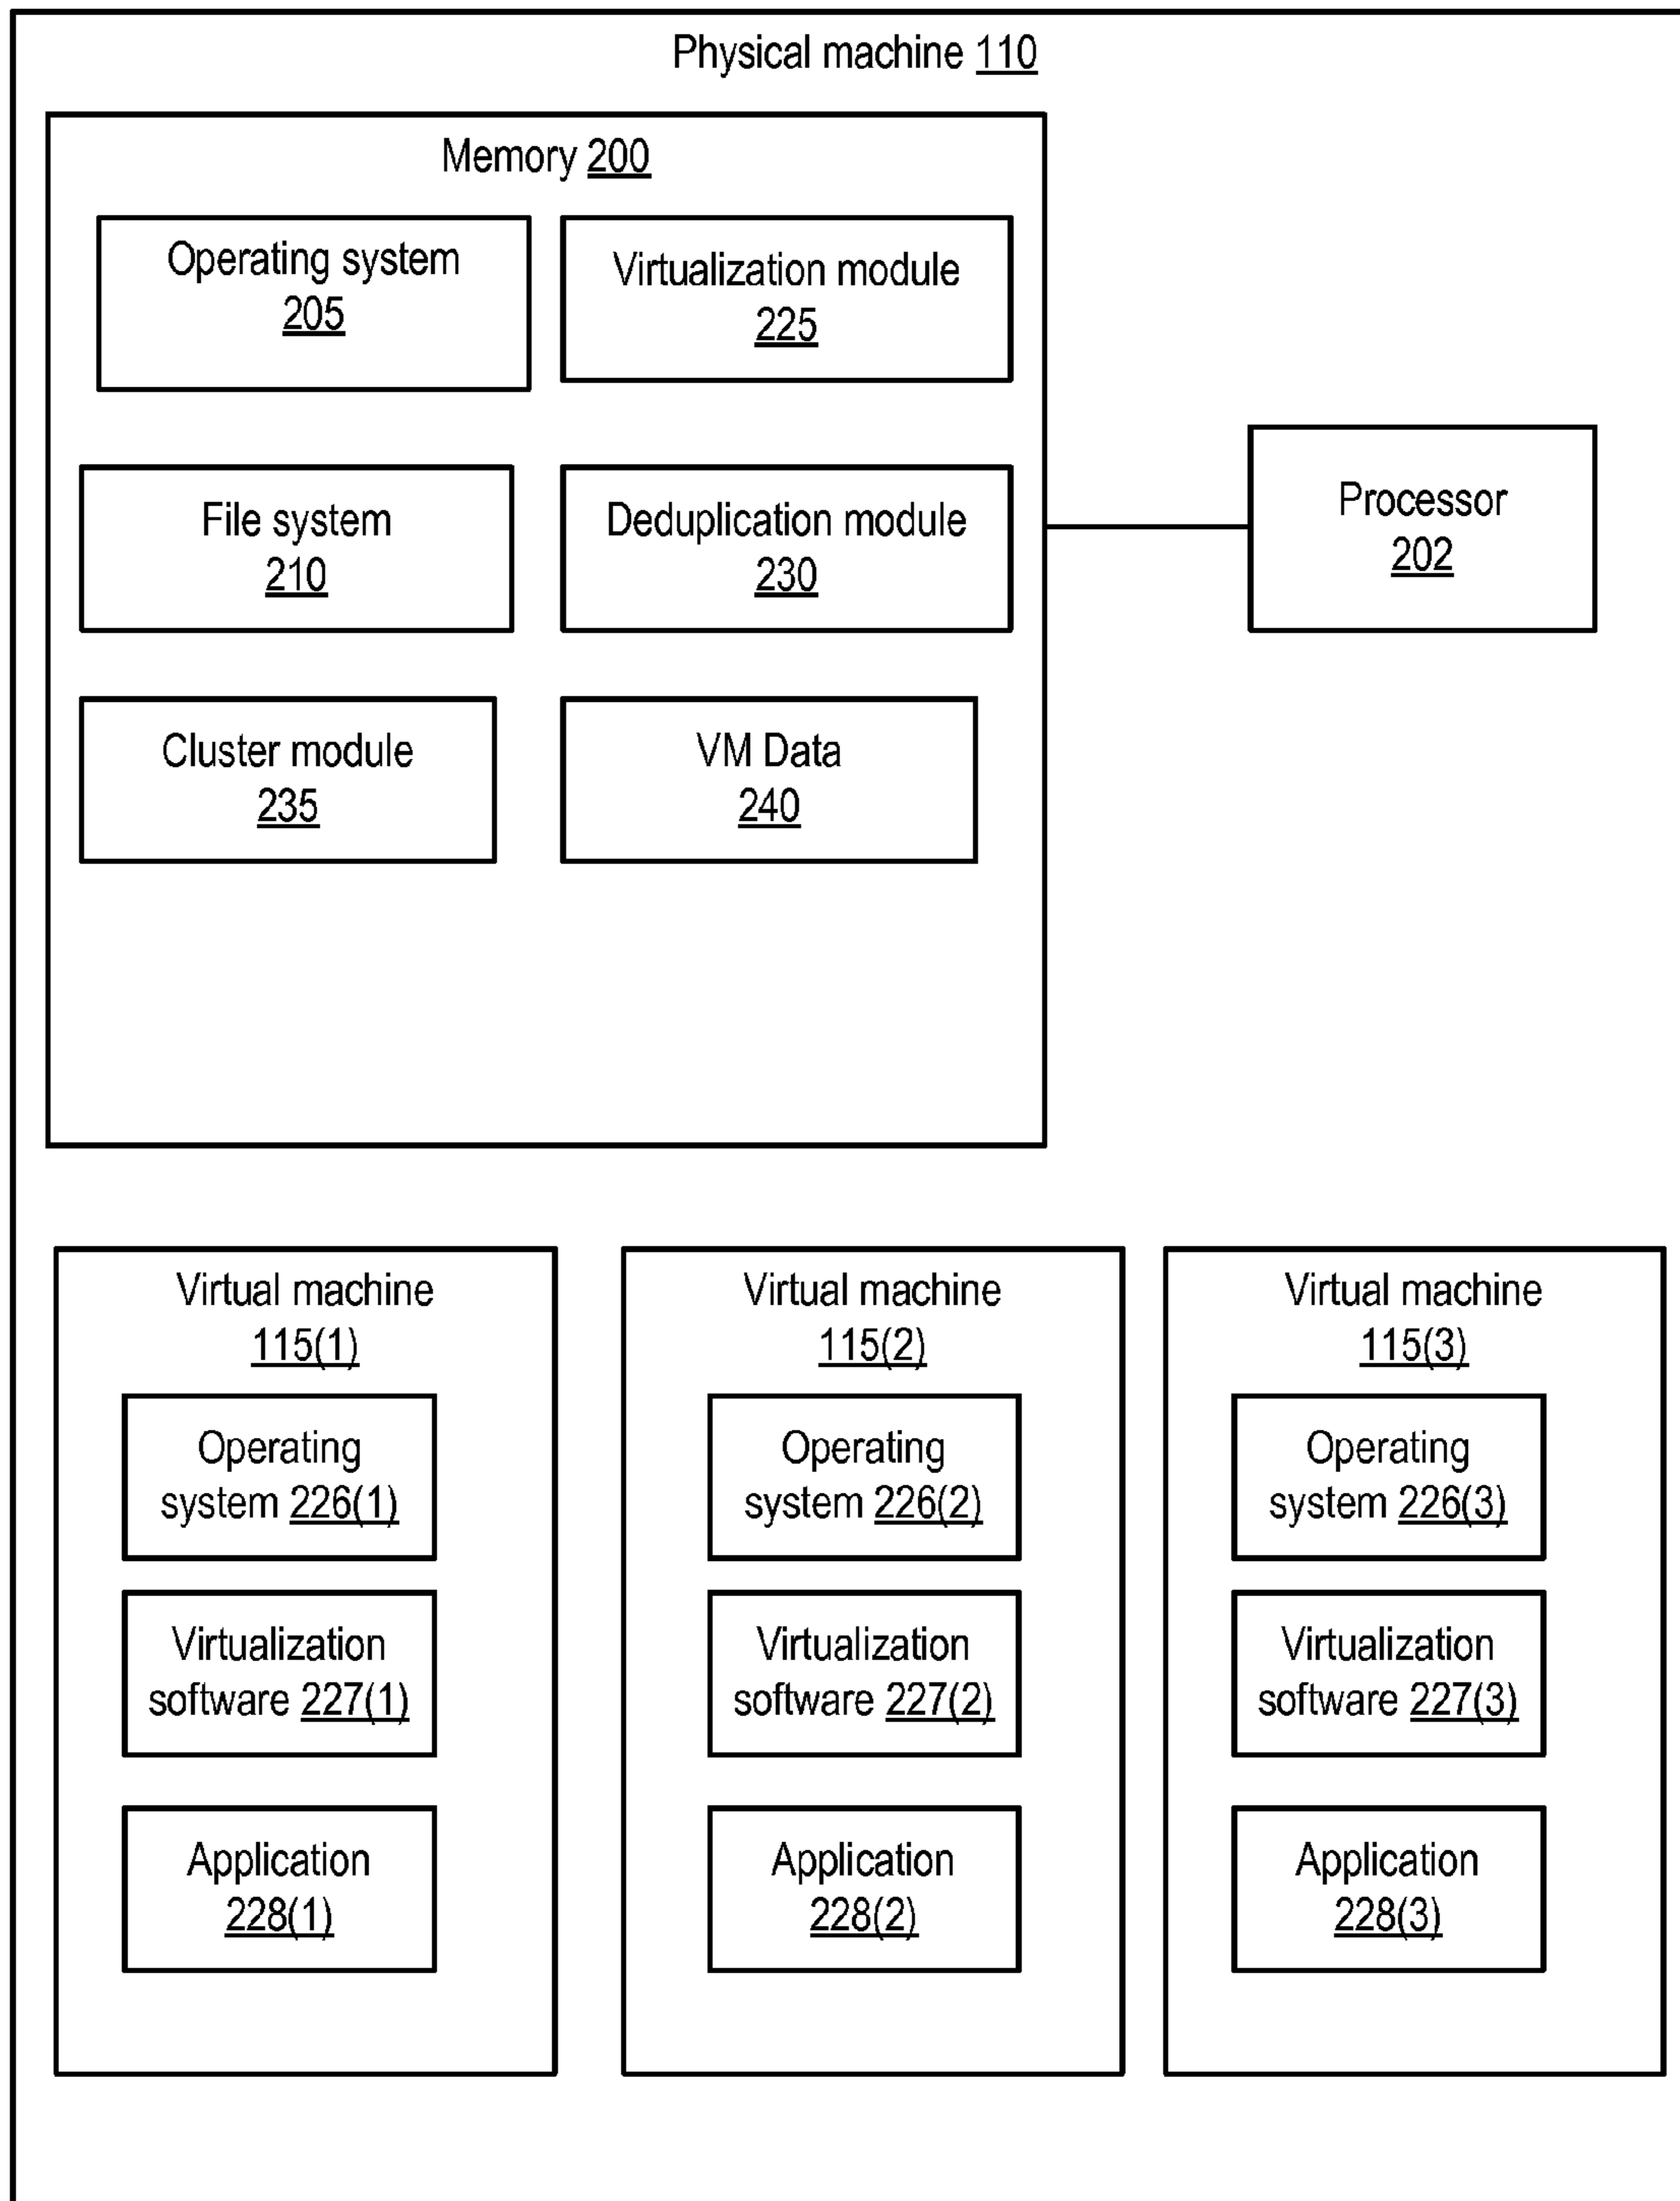 Physical machine 110
Memory 200
Operating system
205
Virtualization module
225
File system
210
Deduplication module
230
Processor
202
Cluster module
235
VM Data
240
Virtual machine
115(1)
Operating
system 226(1)
Virtualization
software 227(1)
Application
228(1)
Virtual machine
115(2)
Operating
system 226(2)
Virtualization
software 227(2)
Application
228(2)
Virtual machine
115(3)
Operating
system 226(3)
Virtualization
software 227(3)
Application
228(3)